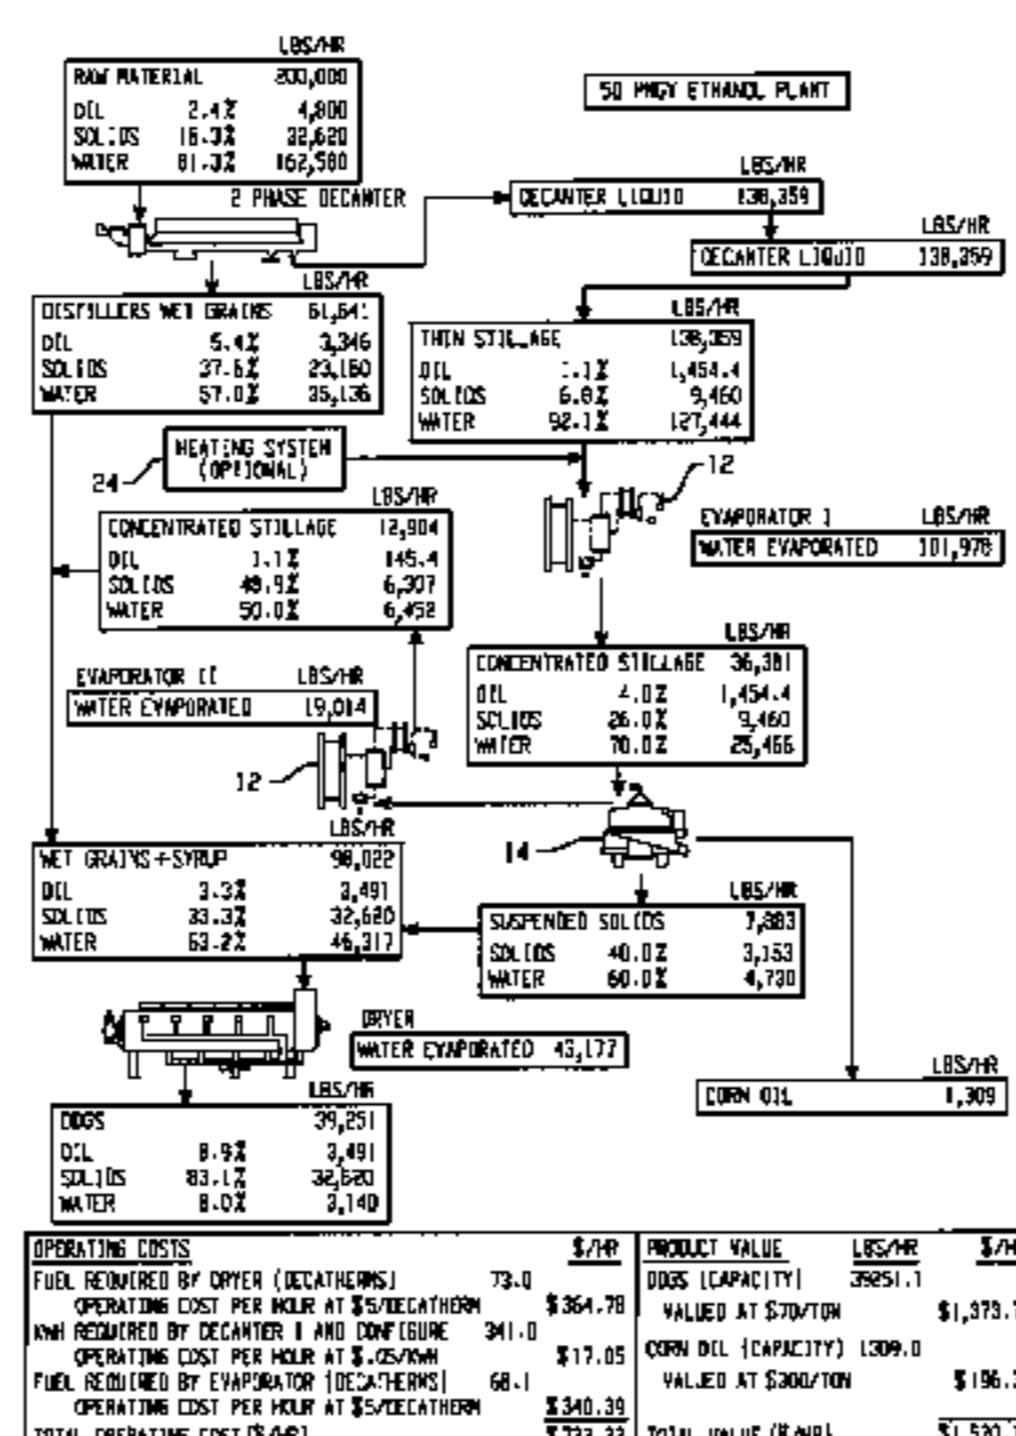 LBS/HR
RAW MATERIAL 200,000
OIL 2.4% 4,800
SOLIDS 16.3% 32,620
WATER 81.3% 162,580
50 MMGY ETHANOL PLANT
2 PHASE DECANTER
LBS/HR
DECANTER LIQUID 138,359
LBS/HR
DECANTER LIQUID 138,359
LBS/HR
DISTILLERS WET GRAINS 61,641
OIL 5.4% 3,346
SOLIDS 37.6% 23,160
WATER 57.0% 35,136
LBS/HR
THIN STILLAGE 138,359
OIL 1.1% 1,454.4
SOLIDS 6.8% 9,460
WATER 92.1% 127,444
HEATING SYSTEM
(OPTIONAL)
24
12
LBS/HR
CONCENTRATED STILLAGE 12,904
OIL 1.1% 145.4
SOLIDS 48.9% 6,307
WATER 50.0% 6,452
EVAPORATOR I LBS/HR
WATER EVAPORATED 101,978
LBS/HR
CONCENTRATED STILLAGE 36,381
OIL 4.0% 1,454.4
SOLIDS 26.0% 9,460
WATER 70.0% 25,466
EVAPORATOR II LBS/HR
WATER EVAPORATED 19,014
12
14
LBS/HR
WET GRAINS+SYRUP 98,022
OIL 3.3% 3,491
SOLIDS 33.3% 32,620
WATER 63.2% 46,317
LBS/HR
SUSPENDED SOLIDS 7,883
SOLIDS 40.0% 3,153
WATER 60.0% 4,730
DRYER
WATER EVAPORATED 43,177
LBS/HR
CORN OIL 1,309
LBS/HR
DDGS 39,251
OIL 8.9% 3,491
SOLIDS 83.1% 32,620
WATER 8.0% 3,140
OPERATING COSTS $/HR
FUEL REQUIRED BY DRYER (DECATHERMS) 73.0
OPERATING COST PER HOUR AT $5/DECATHERM $364.78
KWH REQUIRED BY DECANTER I AND CONFIGURE 341.0
OPERATING COST PER HOUR AT $.05/KWH $17.05
FUEL REQUIRED BY EVAPORATOR (DECATHERMS) 68.1
OPERATING COST PER HOUR AT $5/DECATHERM $340.39
TOTAL OPERATING COST ($/HR)
PRODUCT VALUE LBS/HR
DDGS (CAPACITY) 39251.1
VALUED AT $70/TON $1,373.
CORN OIL (CAPACITY) 1309.0
VALUED AT $300/TON $196.
TOTAL VALUE ($/HR)